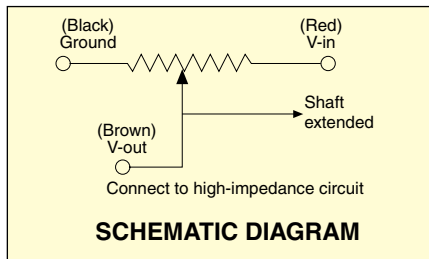 (Black)
Ground
(Red)
V-in
Shaft
extended
(Brown)
V-out
Connect to high-impedance circuit
SCHEMATIC DIAGRAM